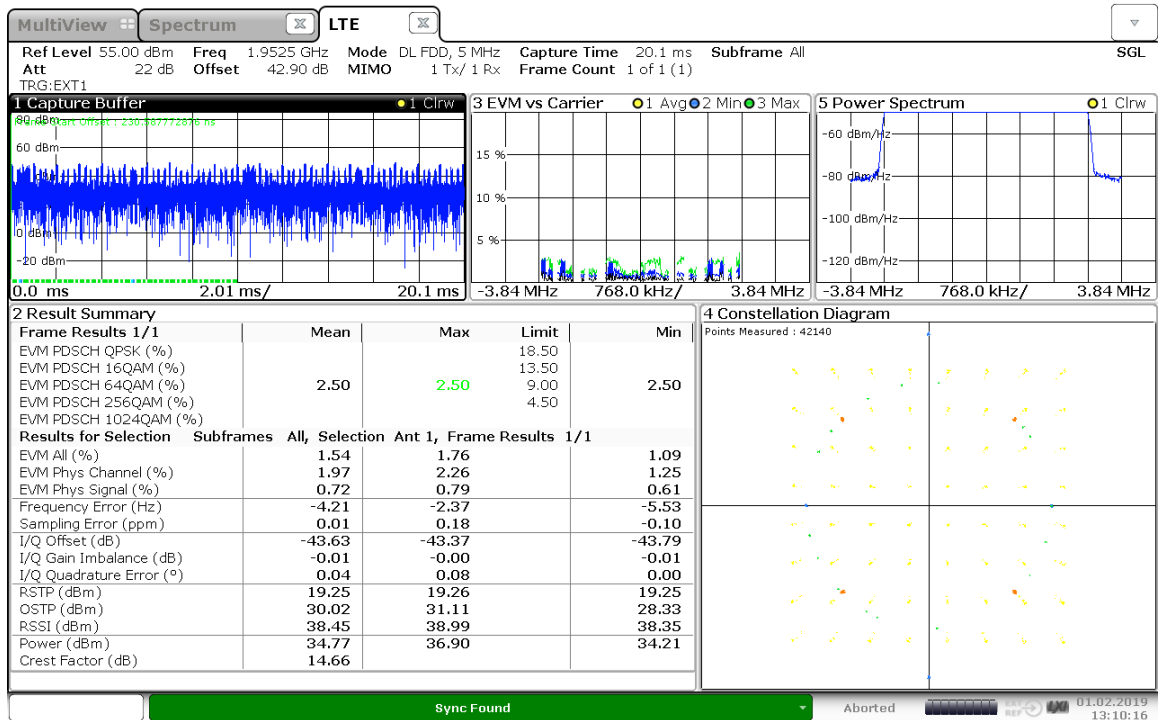 MultiView Spectrum LTE
Ref Level 55.00 dBm Freq 1.9525 GHz Mode DL FDD, 5 MHz Capture Time 20.1 ms Subframe All SGL
Att 22 dB Offset 42.90 dB MIMO 1 Tx/ 1 Rx Frame Count 1 of 1 (1)
TRG:EXT1
1 Capture Buffer 1 Clrw
Frame Start Offset : 230.587772876 ns
80 dBm
60 dBm
0 dBm
-20 dBm
0.0 ms 2.01 ms/ 20.1 ms
3 EVM vs Carrier 1 Avg 2 Min 3 Max
15 %
10 %
5 %
-3.84 MHz 768.0 kHz/ 3.84 MHz
5 Power Spectrum 1 Clrw
-60 dBm/Hz
-80 dBm/Hz
-100 dBm/Hz
-120 dBm/Hz
-3.84 MHz 768.0 kHz/ 3.84 MHz
2 Result Summary
Frame Results 1/1 Mean Max Limit Min
EVM PDSCH QPSK (%) 18.50
EVM PDSCH 16QAM (%) 13.50
EVM PDSCH 64QAM (%) 2.50 2.50 9.00 2.50
EVM PDSCH 256QAM (%) 4.50
EVM PDSCH 1024QAM (%)
Results for Selection Subframes All, Selection Ant 1, Frame Results 1/1
EVM All (%) 1.54 1.76 1.09
EVM Phys Channel (%) 1.97 2.26 1.25
EVM Phys Signal (%) 0.72 0.79 0.61
Frequency Error (Hz) -4.21 -2.37 -5.53
Sampling Error (ppm) 0.01 0.18 -0.10
I/Q Offset (dB) -43.63 -43.37 -43.79
I/Q Gain Imbalance (dB) -0.01 -0.00 -0.01
I/Q Quadrature Error (°) 0.04 0.08 0.00
RSTP (dBm) 19.25 19.26 19.25
OSTP (dBm) 30.02 31.11 28.33
RSSI (dBm) 38.45 38.99 38.35
Power (dBm) 34.77 36.90 34.21
Crest Factor (dB) 14.66
4 Constellation Diagram
Points Measured : 42140
Sync Found Aborted EXT REF LXI 01.02.2019
13:10:16